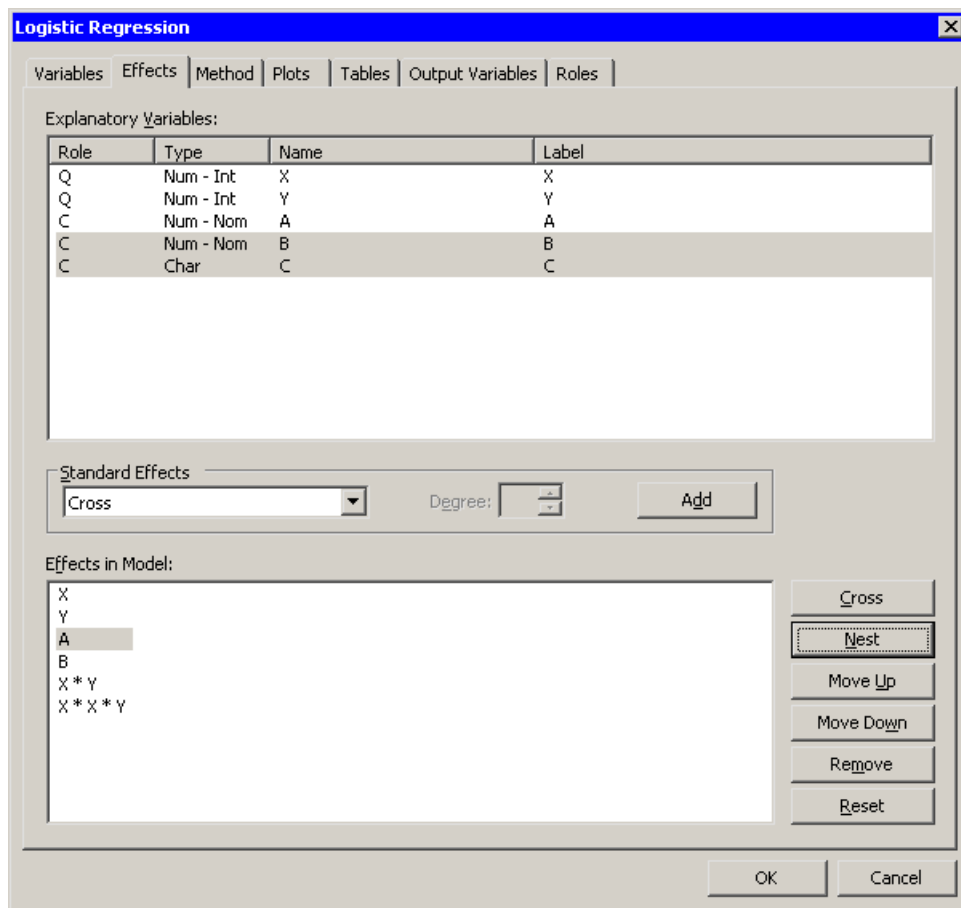 Logistic Regression
Variables Effects Method Plots Tables Output Variables Roles
Explanatory Variables:
Role Type Name Label
Q Num - Int X X
Q Num - Int Y Y
C Num - Nom A A
C Num - Nom B B
C Char C C
Standard Effects
Cross Degree: Add
Effects in Model:
X
Y
A
B
X * Y
X * X * Y
Cross
Nest
Move Up
Move Down
Remove
Reset
OK Cancel